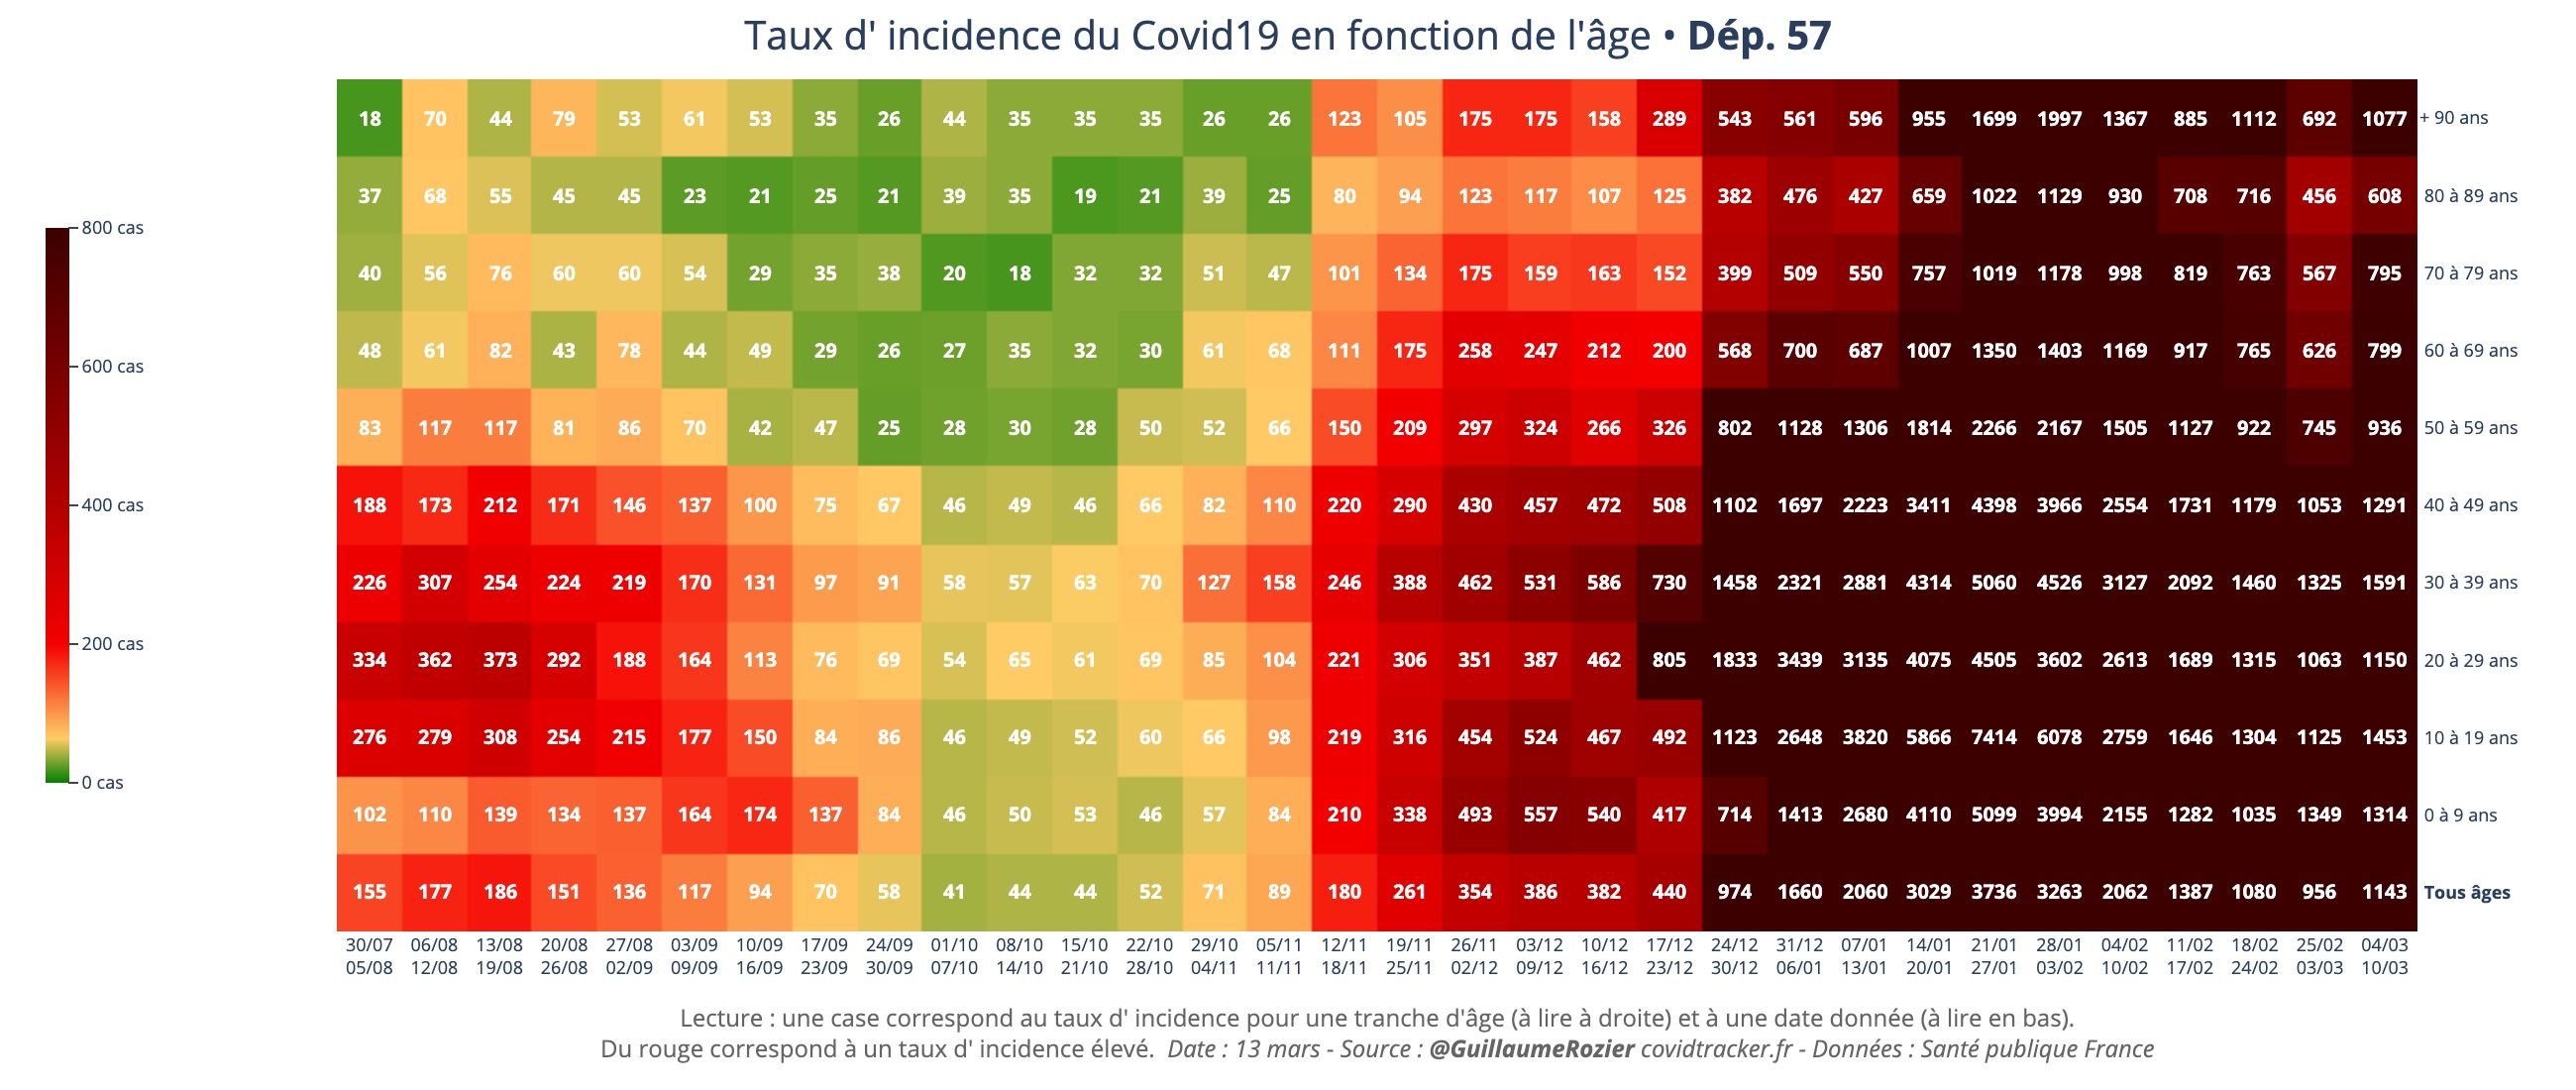 Taux d' incidence du Covid19 en fonction de l'âge • Dép. 57
800 cas
600 cas
400 cas
200 cas
0 cas
18 70 44 79 53 61 53 35 26 44 35 35 35 26 26 123 105 175 175 158 289 543 561 596 955 1699 1997 1367 885 1112 692 1077 + 90 ans
37 68 55 45 45 23 21 25 21 39 35 19 21 39 25 80 94 123 117 107 125 382 476 427 659 1022 1129 930 708 716 456 608 80 à 89 ans
40 56 76 60 60 54 29 35 38 20 18 32 32 51 47 101 134 175 159 163 152 399 509 550 757 1019 1178 998 819 763 567 795 70 à 79 ans
48 61 82 43 78 44 49 29 26 27 35 32 30 61 68 111 175 258 247 212 200 568 700 687 1007 1350 1403 1169 917 765 626 799 60 à 69 ans
83 117 117 81 86 70 42 47 25 28 30 28 50 52 66 150 209 297 324 266 326 802 1128 1306 1814 2266 2167 1505 1127 922 745 936 50 à 59 ans
188 173 212 171 146 137 100 75 67 46 49 46 66 82 110 220 290 430 457 472 508 1102 1697 2223 3411 4398 3966 2554 1731 1179 1053 1291 40 à 49 ans
226 307 254 224 219 170 131 97 91 58 57 63 70 127 158 246 388 462 531 586 730 1458 2321 2881 4314 5060 4526 3127 2092 1460 1325 1591 30 à 39 ans
334 362 373 292 188 164 113 76 69 54 65 61 69 85 104 221 306 351 387 462 805 1833 3439 3135 4075 4505 3602 2613 1689 1315 1063 1150 20 à 29 ans
276 279 308 254 215 177 150 84 86 46 49 52 60 66 98 219 316 454 524 467 492 1123 2648 3820 5866 7414 6078 2759 1646 1304 1125 1453 10 à 19 ans
102 110 139 134 137 164 174 137 84 46 50 53 46 57 84 210 338 493 557 540 417 714 1413 2680 4110 5099 3994 2155 1282 1035 1349 1314 0 à 9 ans
155 177 186 151 136 117 94 70 58 41 44 44 52 71 89 180 261 354 386 382 440 974 1660 2060 3029 3736 3263 2062 1387 1080 956 1143 Tous âges
30/07 06/08 13/08 20/08 27/08 03/09 10/09 17/09 24/09 01/10 08/10 15/10 22/10 29/10 05/11 12/11 19/11 26/11 03/12 10/12 17/12 24/12 31/12 07/01 14/01 21/01 28/01 04/02 11/02 18/02 25/02 04/03
05/08 12/08 19/08 26/08 02/09 09/09 16/09 23/09 30/09 07/10 14/10 21/10 28/10 04/11 11/11 18/11 25/11 02/12 09/12 16/12 23/12 30/12 06/01 13/01 20/01 27/01 03/02 10/02 17/02 24/02 03/03 10/03
Lecture : une case correspond au taux d' incidence pour une tranche d'âge (à lire à droite) et à une date donnée (à lire en bas).
Du rouge correspond à un taux d' incidence élevé. Date : 13 mars - Source : @GuillaumeRozier covidtracker.fr - Données : Santé publique France